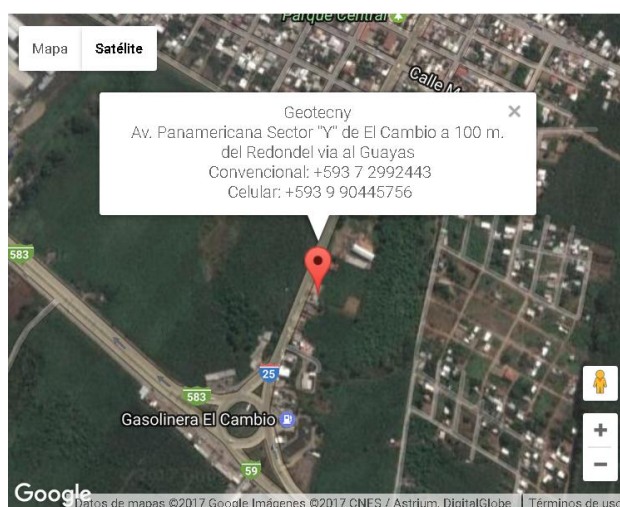 Parque Central
Mapa
Satélite
Calle M
Geotecny
Av. Panamericana Sector "Y" de El Cambio a 100 m.
del Redondel via al Guayas
Convencional: +593 7 2992443
Celular: +593 9 90445756
583
25
583
Gasolinera El Cambio
59
Google
Datos de mapas ©2017 Google Imágenes ©2017 CNES / Astrium, DigitalGlobe
Términos de uso